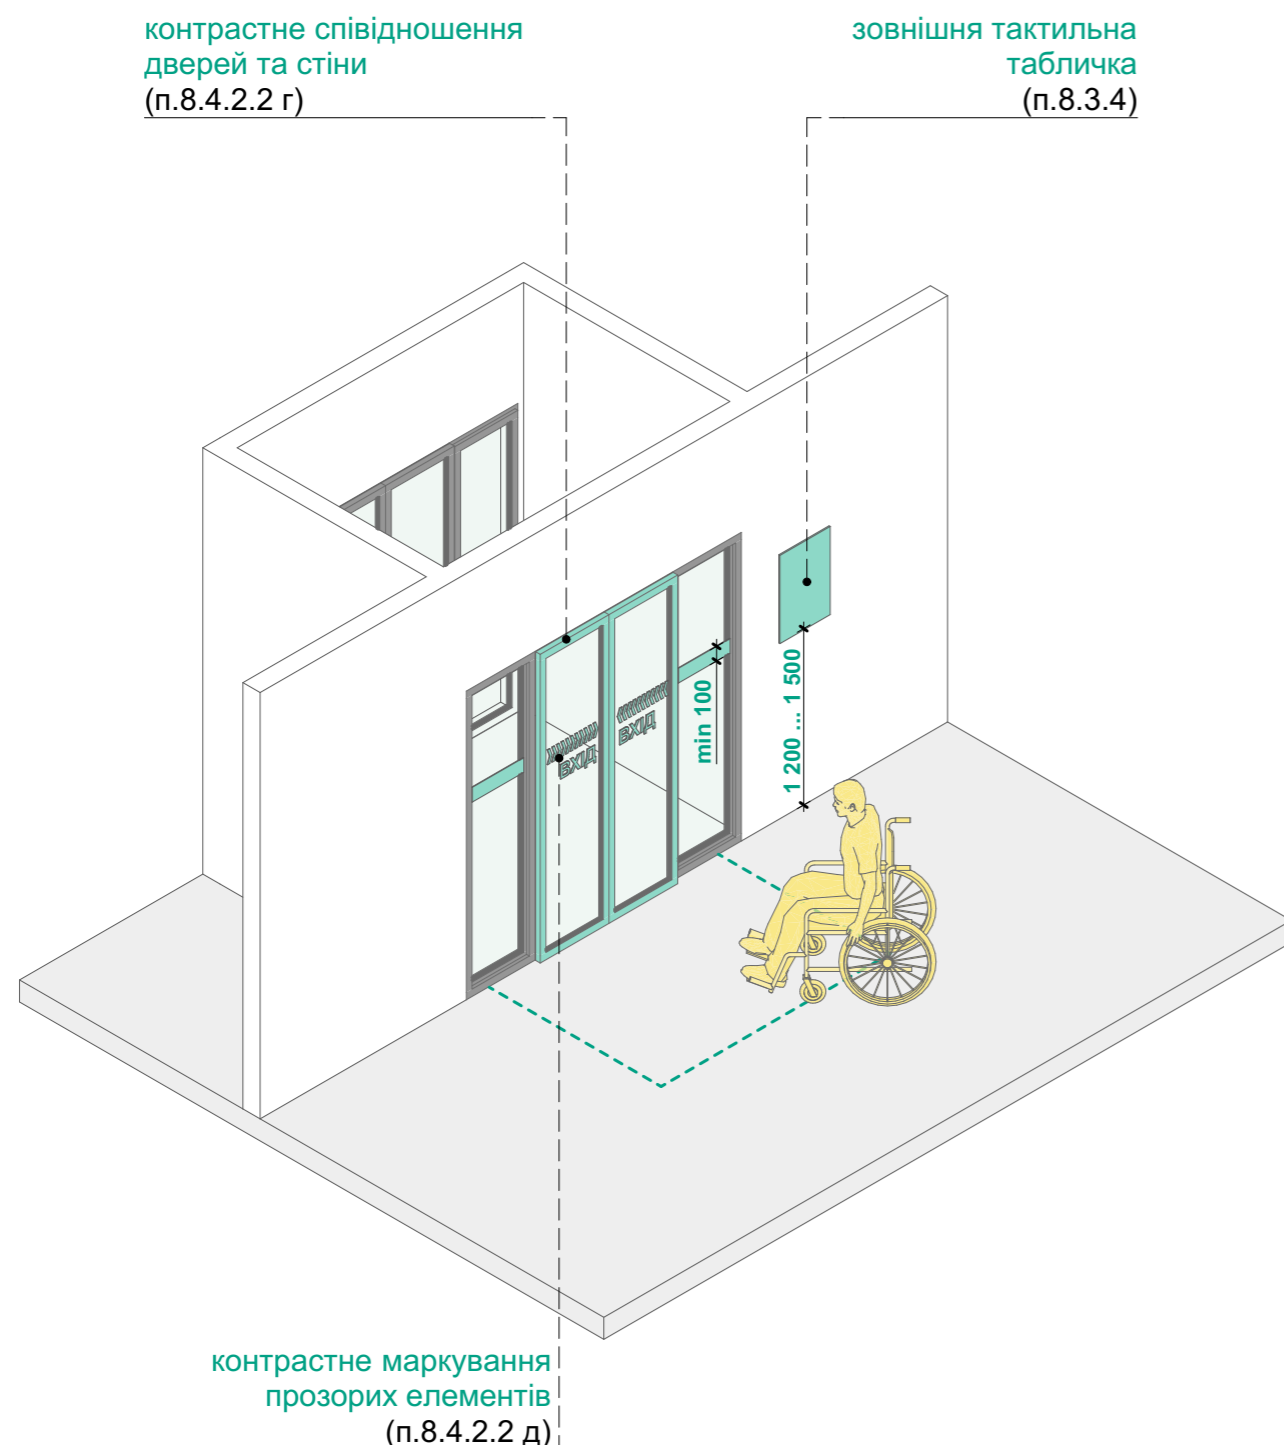 контрастне співідношення
дверей та стіни
(п.8.4.2.2 г)
зовнішня тактильна
табличка
(п.8.3.4)
ВХІД
ВХІД
min 100
1 200 ... 1 500
контрастне маркування
прозорих елементів
(п.8.4.2.2 д)